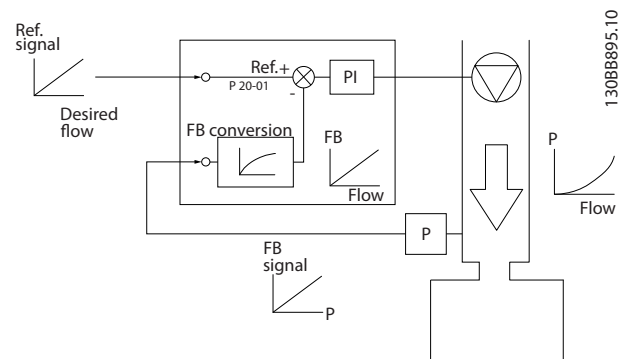 Ref.
signal
Desired
flow
Ref.+
P 20-01
-
PI
FB conversion
FB
Flow
P
FB
signal
P
P
Flow
130BB895.10